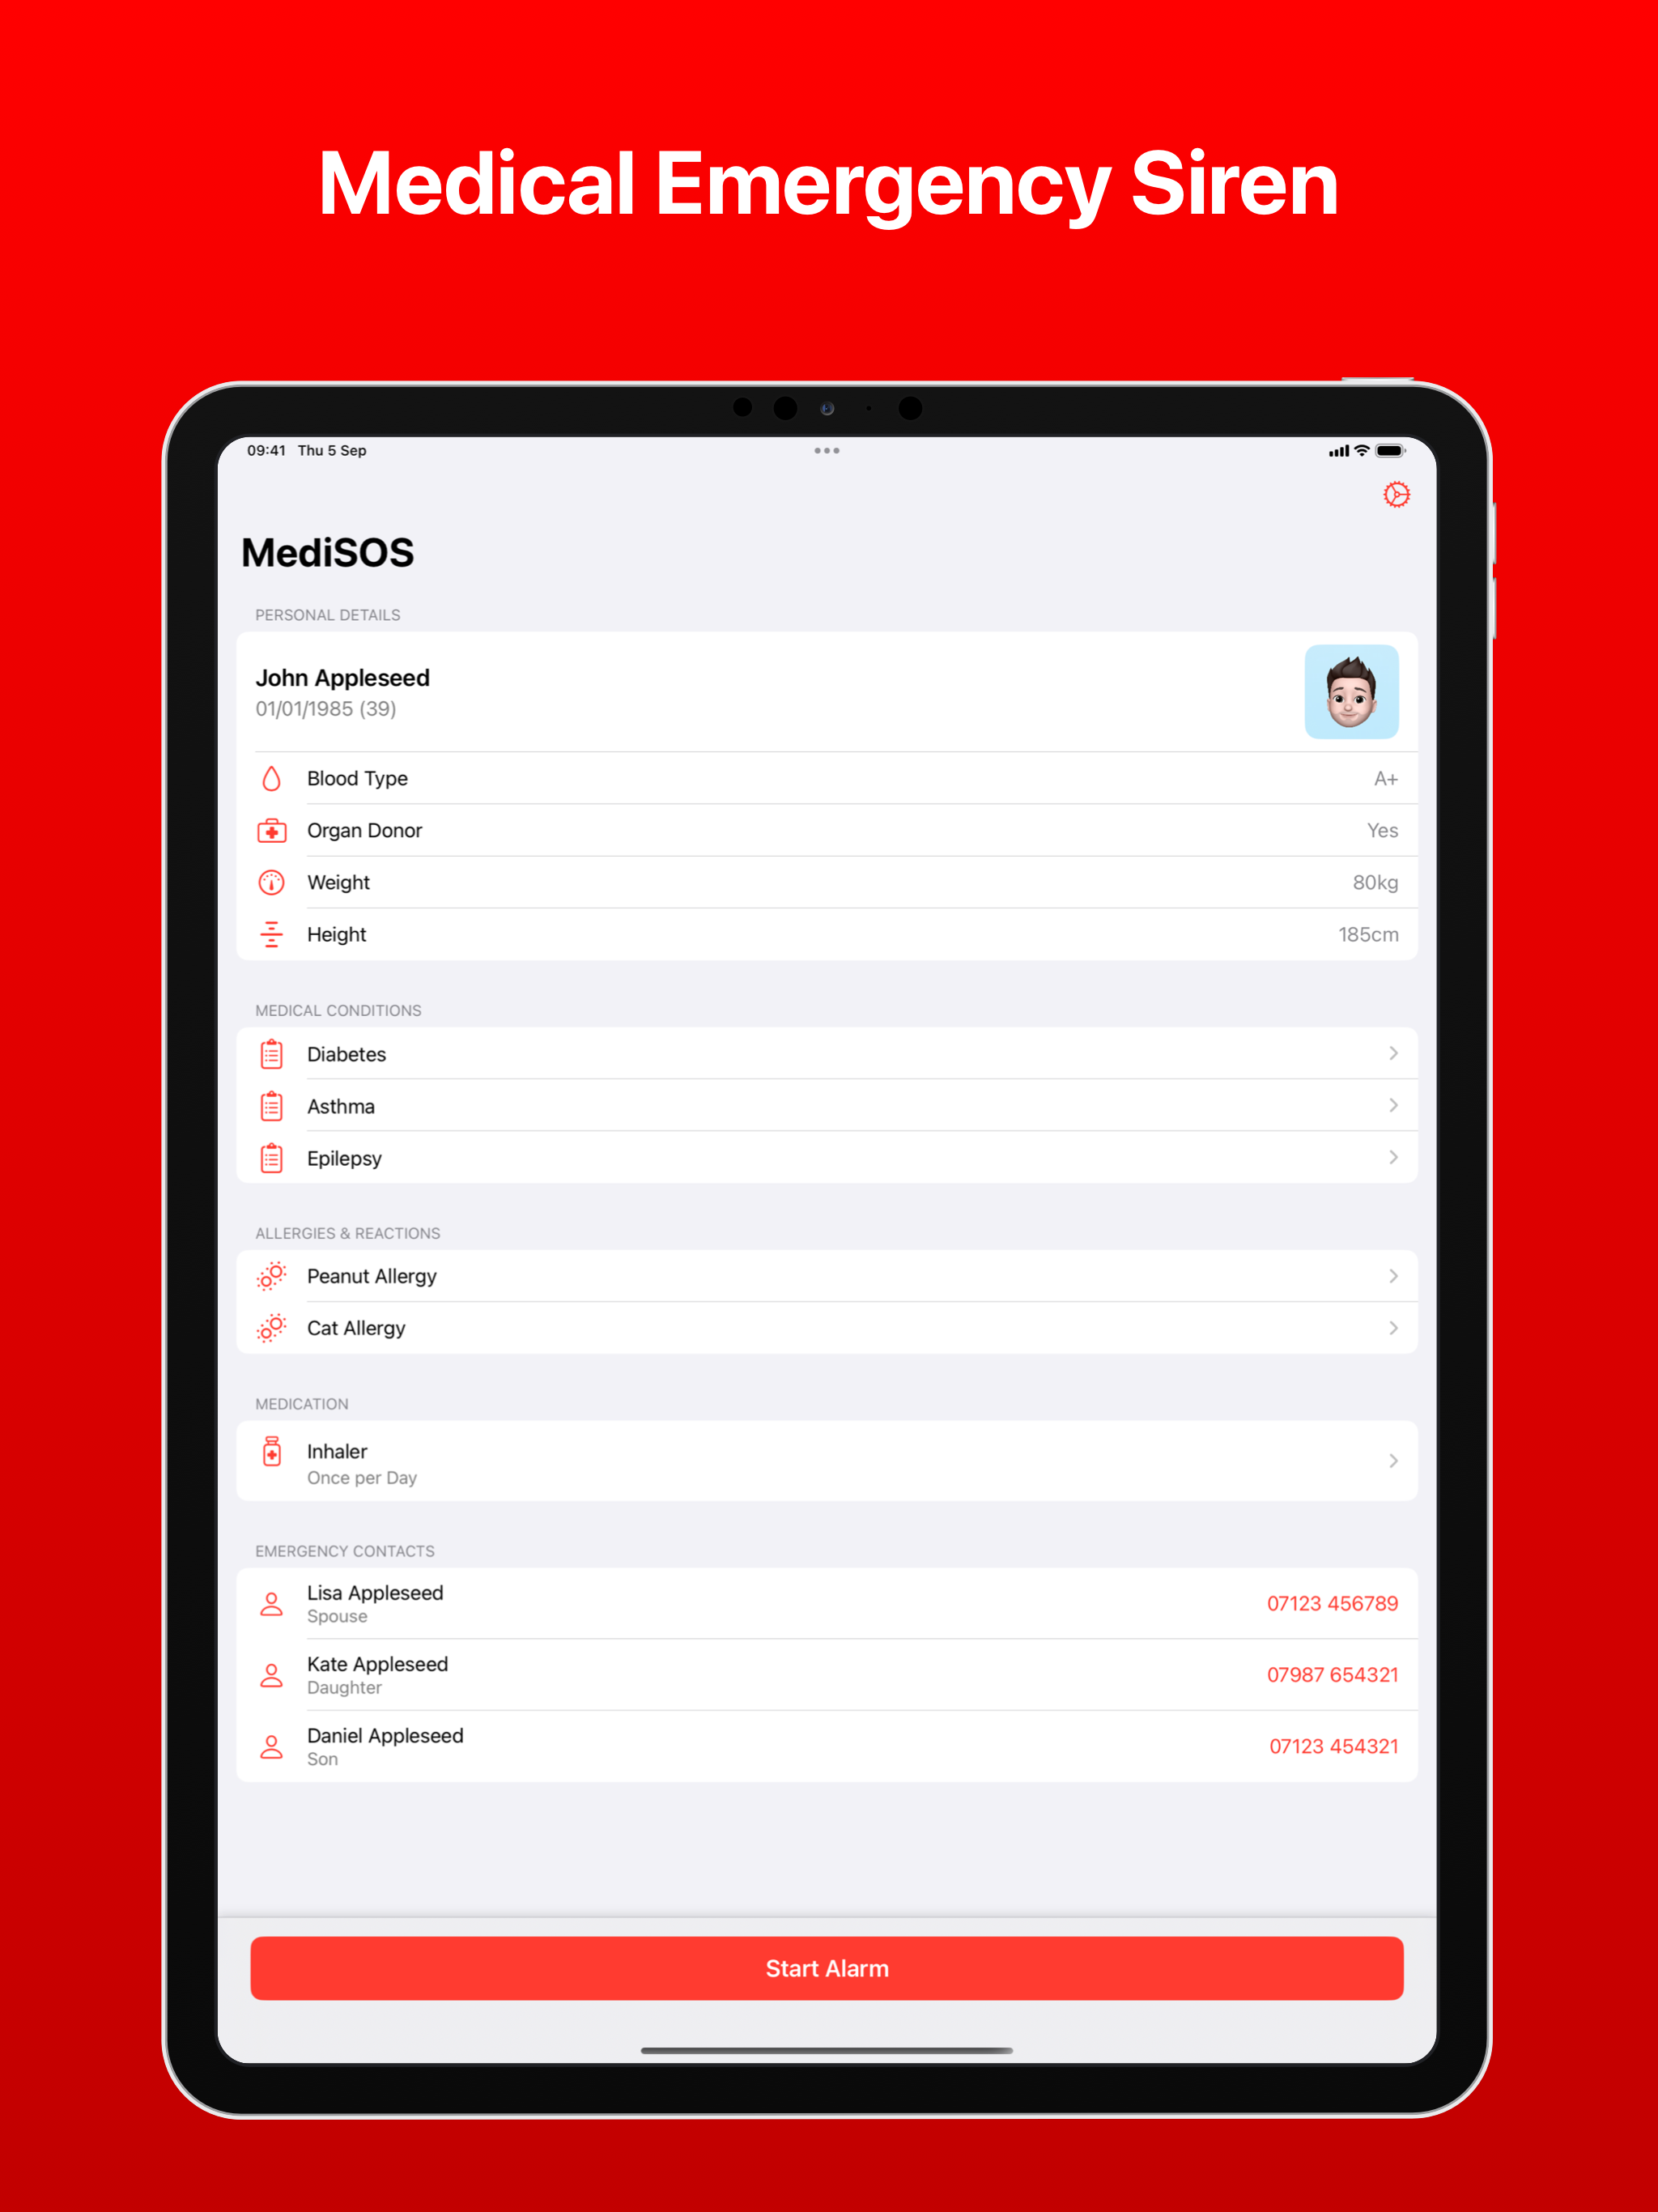 Medical Emergency Siren
09:41 Thu 5 Sep
MediSOS
PERSONAL DETAILS
John Appleseed
01/01/1985 (39)
Blood Type A+
Organ Donor Yes
Weight 80kg
Height 185cm
MEDICAL CONDITIONS
Diabetes
Asthma
Epilepsy
ALLERGIES & REACTIONS
Peanut Allergy
Cat Allergy
MEDICATION
Inhaler
Once per Day
EMERGENCY CONTACTS
Lisa Appleseed
Spouse
07123 456789
Kate Appleseed
Daughter
07987 654321
Daniel Appleseed
Son
07123 454321
Start Alarm